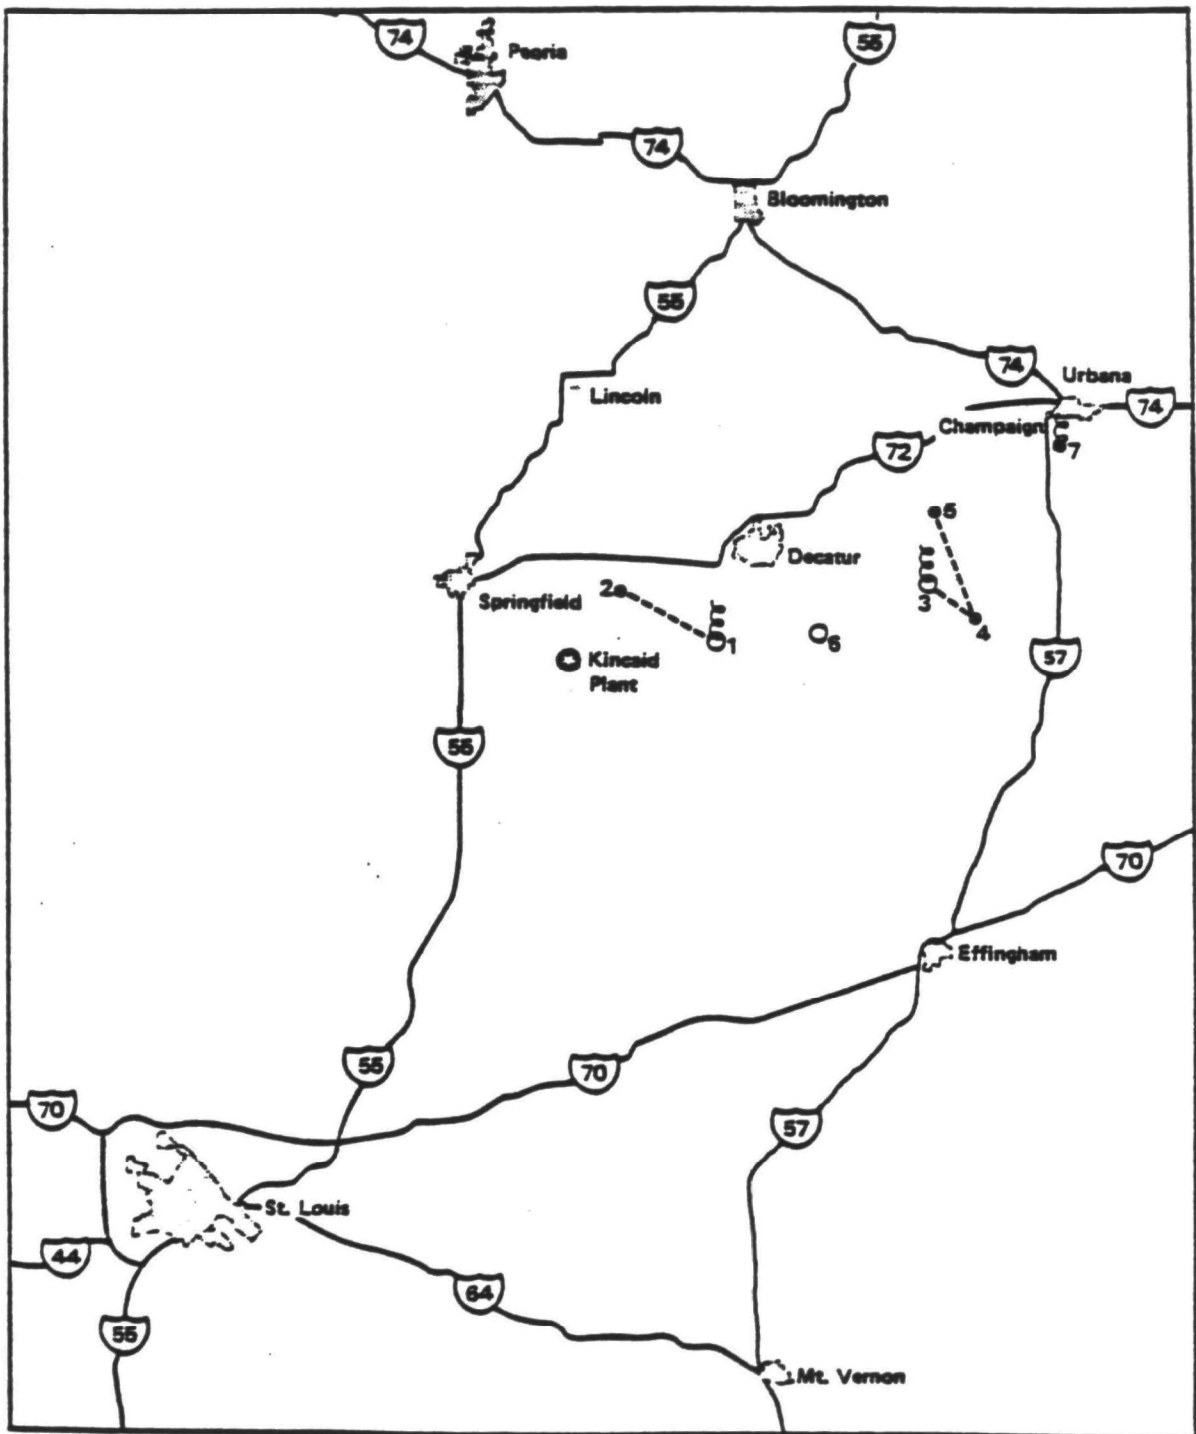 74
Peoria
55
74
Bloomington
55
74
Urbana
Lincoln
74
Champaign
72
7
5
Decatur
2
Springfield
3
4
1
6
Kincaid
Plant
57
55
70
Effingham
55
70
70
57
St. Louis
44
64
55
Mt. Vernon